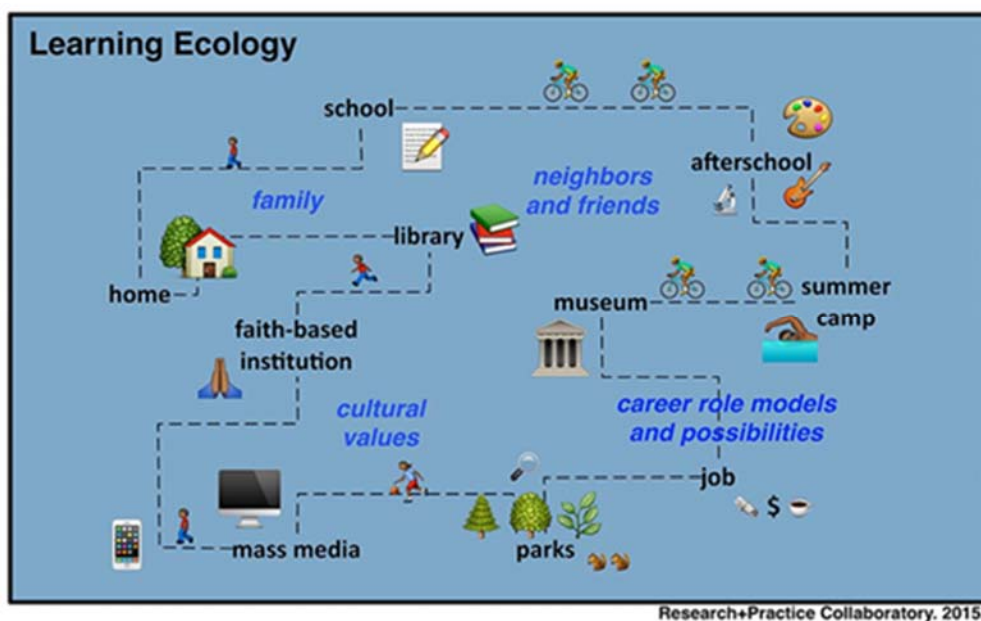 Learning Ecology
school
afterschool
family
neighbors
and friends
library
home
museum
summer
camp
faith-based
institution
cultural
values
career role models
and possibilities
job
$
mass media
parks
Research+Practice Collaboratory, 2015